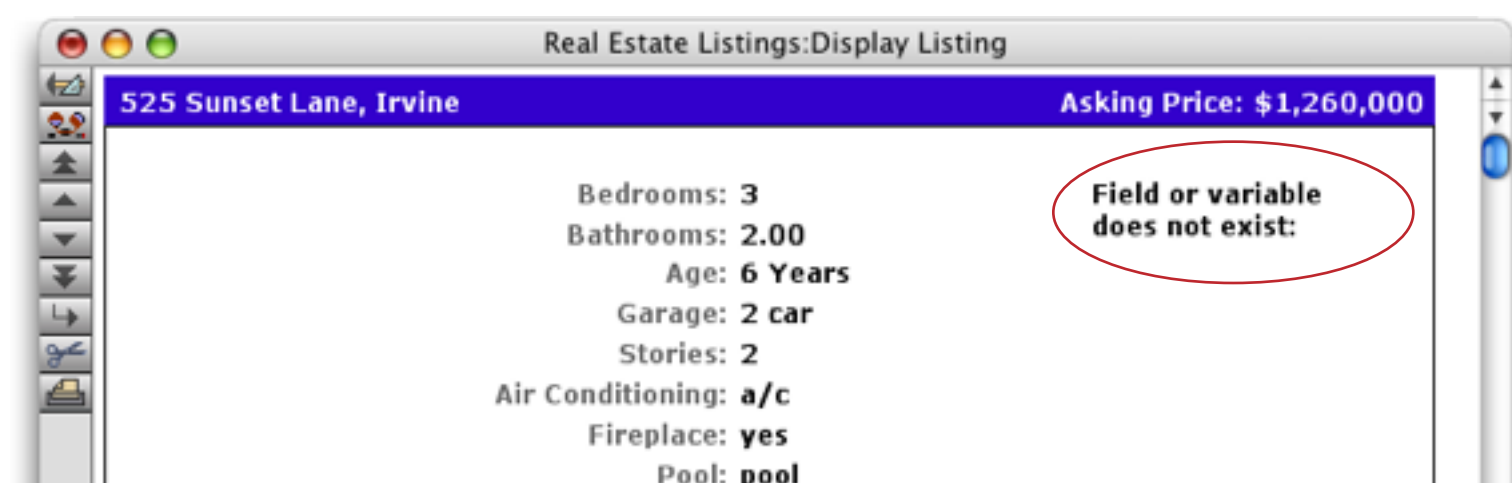 Real Estate Listings:Display Listing
525 Sunset Lane, Irvine Asking Price: $1,260,000
Bedrooms: 3
Bathrooms: 2.00
Age: 6 Years
Garage: 2 car
Stories: 2
Air Conditioning: a/c
Fireplace: yes
Pool: pool
Field or variable
does not exist: